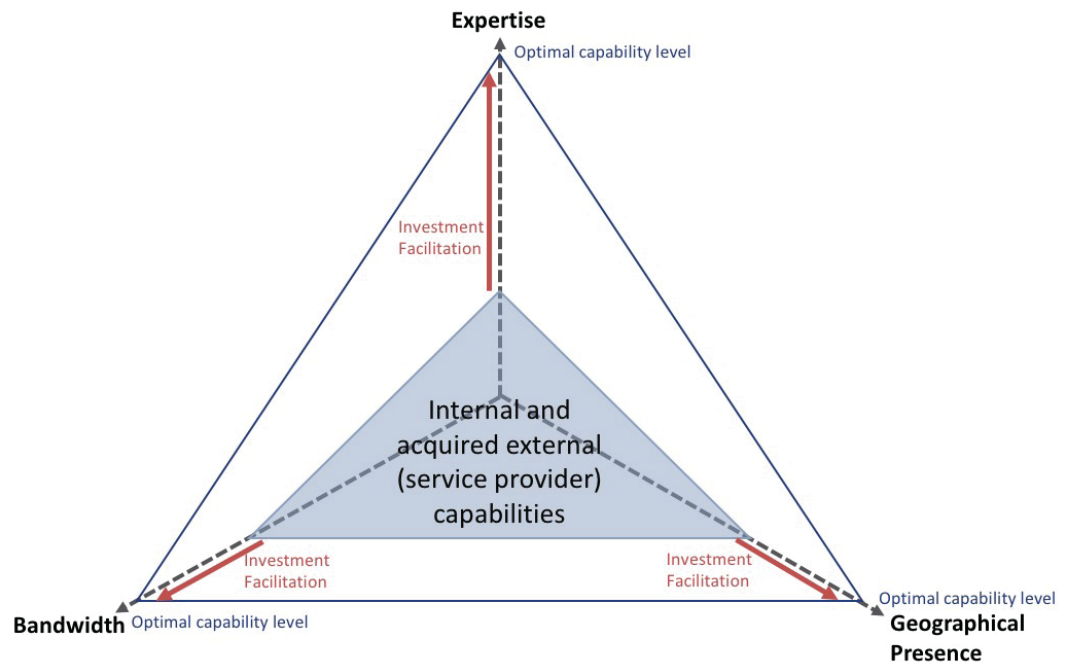 Expertise
Optimal capability level
Investment
Facilitation
Internal and
acquired external
(service provider)
capabilities
Investment
Facilitation
Investment
Facilitation
Bandwidth
Optimal capability level
Optimal capability level
Geographical
Presence